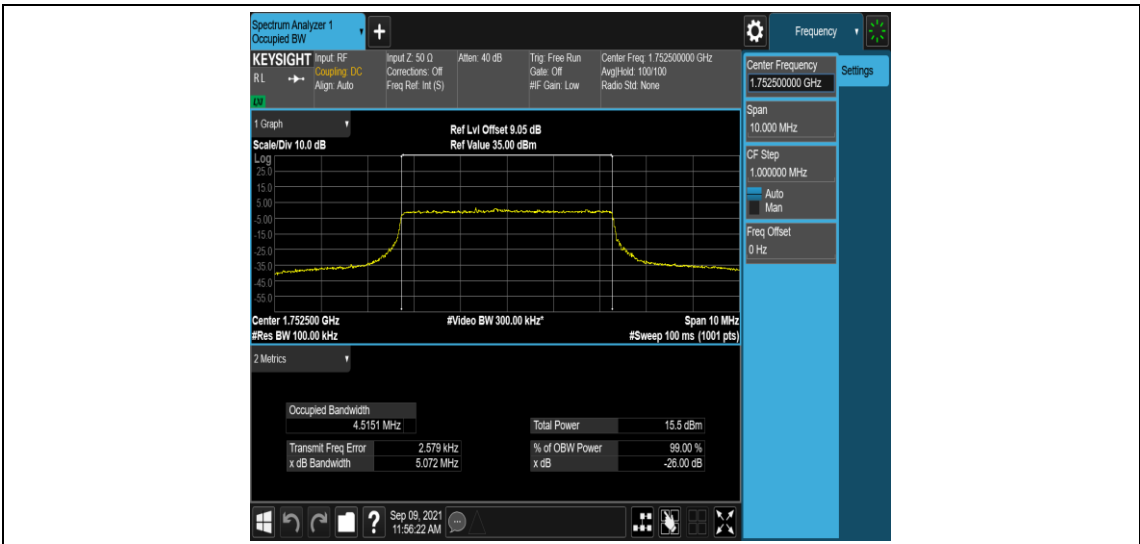 Spectrum Analyzer 1
Occupied BW
+
Frequency
KEYSIGHT Input: RF Input Z: 50 Ω Atten: 40 dB Trig: Free Run Center Freq: 1.752500000 GHz
RL Coupling: DC Corrections: Off Gate: Off Avg|Hold: 100/100
Align: Auto Freq Ref: Int (S) #IF Gain: Low Radio Std: None
LXI
Center Frequency
1.752500000 GHz
Settings
Span
10.000 MHz
CF Step
1.000000 MHz
Auto
Man
Freq Offset
0 Hz
1 Graph
Ref Lvl Offset 9.05 dB
Scale/Div 10.0 dB Ref Value 35.00 dBm
Log
25.0
15.0
5.00
-5.00
-15.0
-25.0
-35.0
-45.0
-55.0
Center 1.752500 GHz #Video BW 300.00 kHz* Span 10 MHz
#Res BW 100.00 kHz #Sweep 100 ms (1001 pts)
2 Metrics
Occupied Bandwidth
4.5151 MHz
Total Power 15.5 dBm
Transmit Freq Error 2.579 kHz % of OBW Power 99.00 %
x dB Bandwidth 5.072 MHz x dB -26.00 dB
? Sep 09, 2021
11:56:22 AM